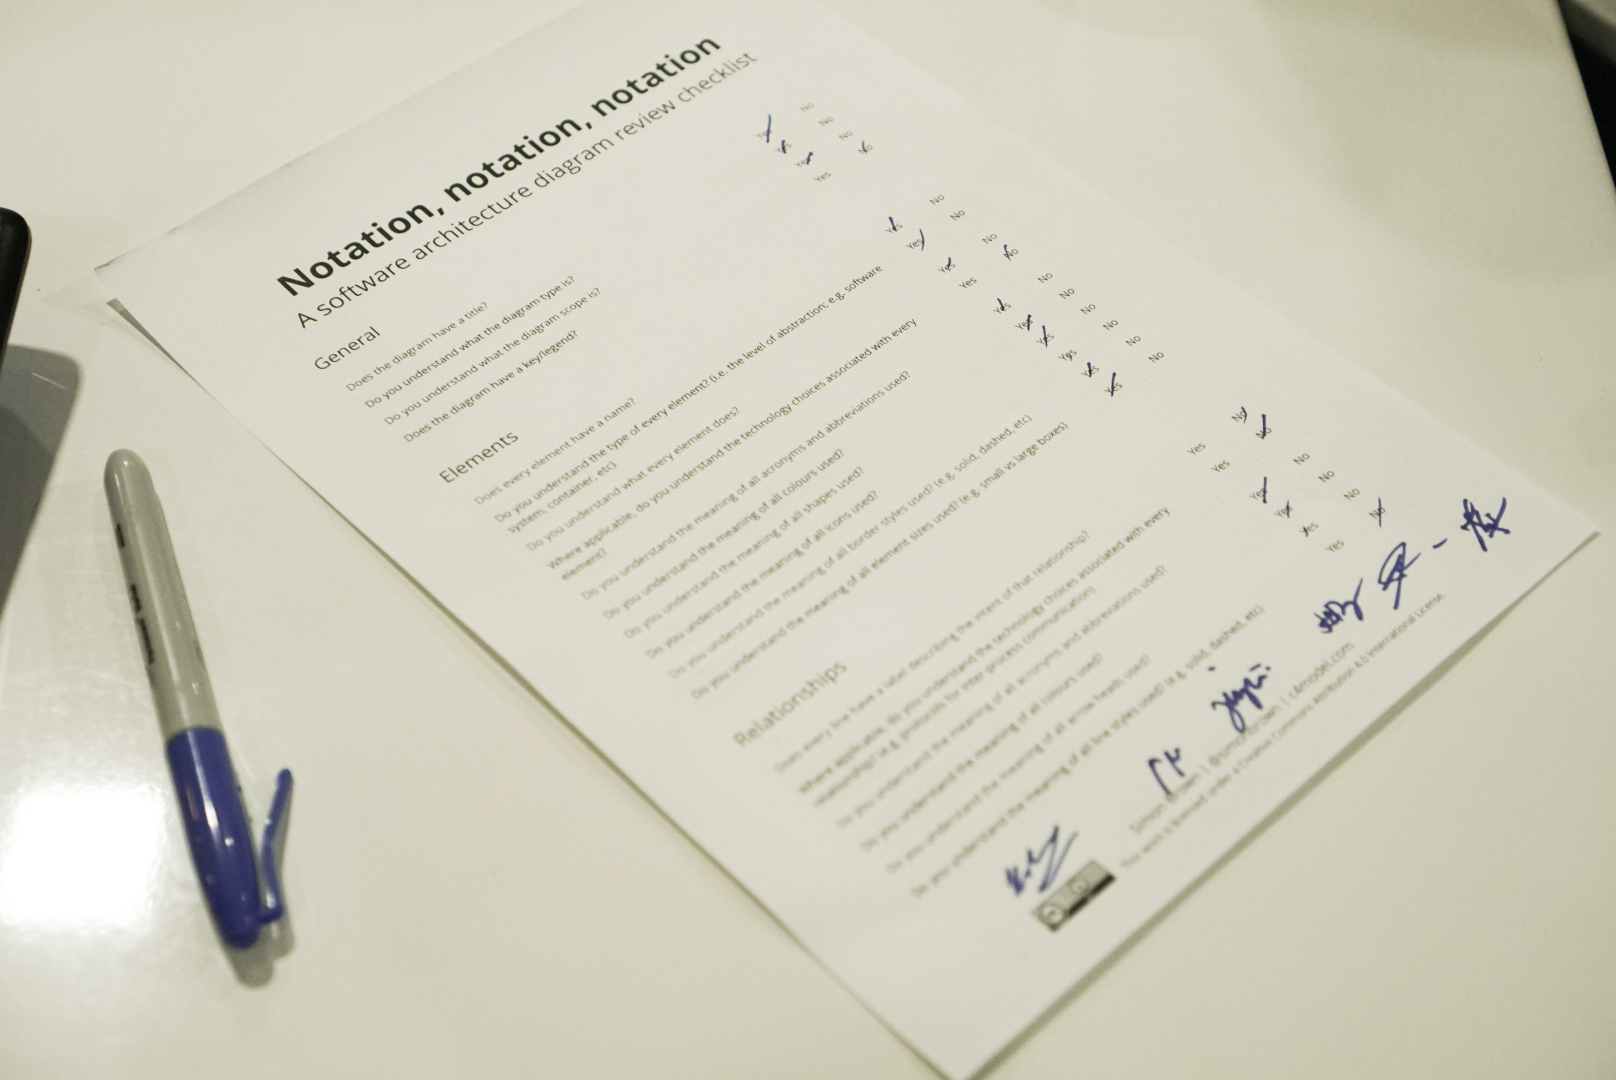 Notation, notation, notation
A software architecture diagram review checklist
General
Does the diagram have a title? Yes No
Do you understand what the diagram type is? Yes No
Do you understand what the diagram scope is? Yes No
Does the diagram have a key/legend? Yes No
Elements
Does every element have a name? Yes No
Do you understand the type of every element? (i.e. the level of abstraction; e.g. software Yes No
system, container, etc)
Do you understand what every element does? Yes No
Where applicable, do you understand the technology choices associated with every Yes No
element?
Do you understand the meaning of all acronyms and abbreviations used? Yes No
Do you understand the meaning of all colours used? Yes No
Do you understand the meaning of all shapes used? Yes No
Do you understand the meaning of all icons used? Yes No
Do you understand the meaning of all border styles used? (e.g. solid, dashed, etc) Yes No
Do you understand the meaning of all element sizes used? (e.g. small vs large boxes) Yes No
Relationships
Does every line have a label describing the intent of that relationship? Yes No
Where applicable, do you understand the technology choices associated with every Yes No
relationship? (e.g. protocols for inter-process communication)
Do you understand the meaning of all acronyms and abbreviations used? Yes No
Do you understand the meaning of all colours used? Yes No
Do you understand the meaning of all arrow heads used? Yes No
Do you understand the meaning of all line styles used? (e.g. solid, dashed, etc) Yes No
Simon Brown | @simonbrown | c4model.com
This work is licensed under a Creative Commons Attribution 4.0 International License.